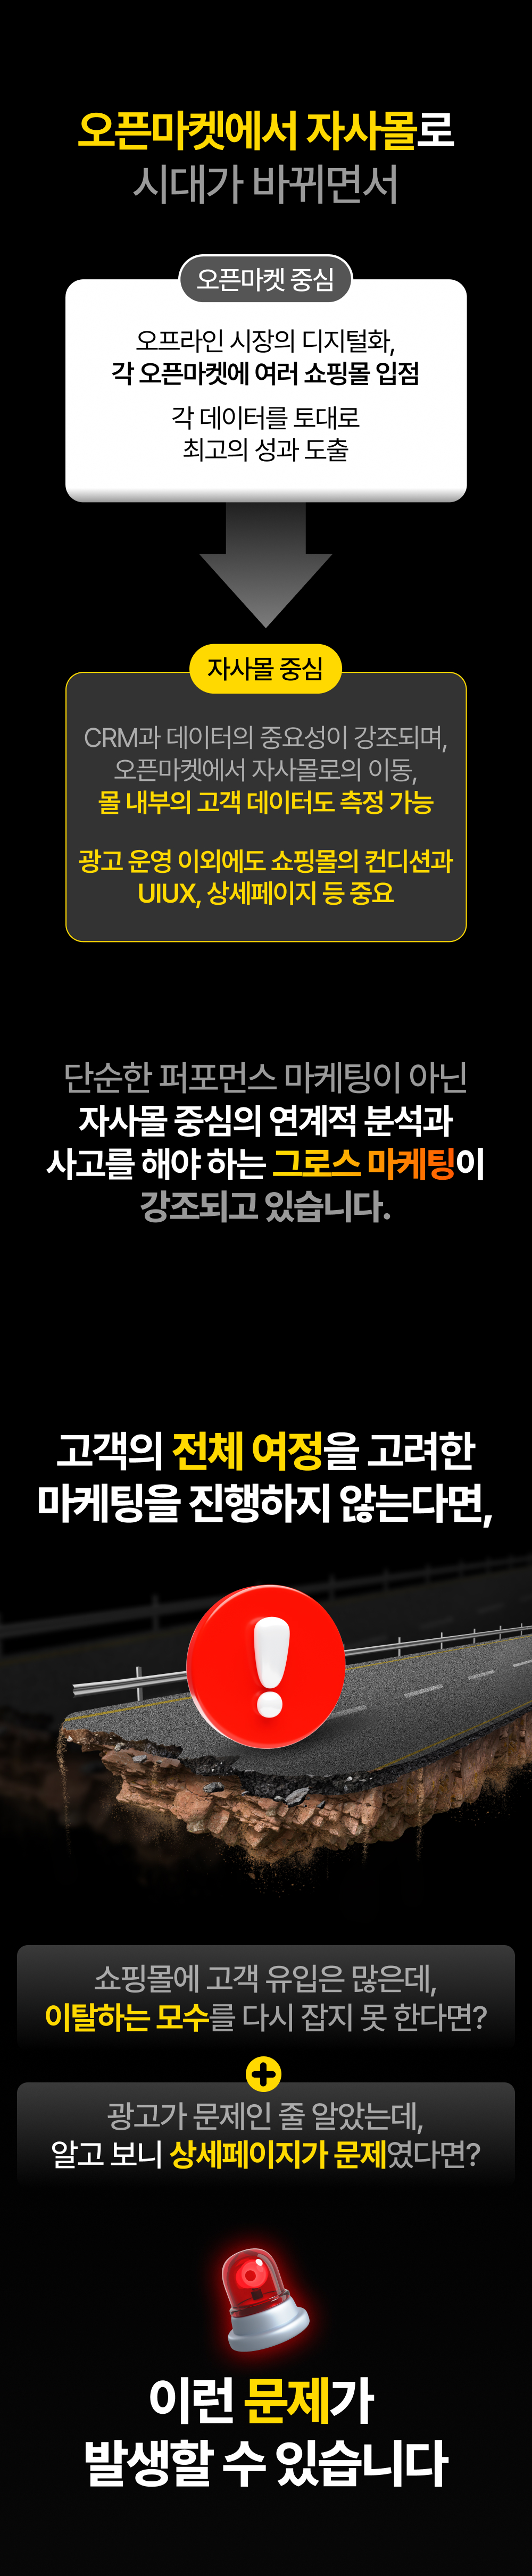 오픈마켓에서 자사몰로
시대가 바뀌면서
오픈마켓 중심
오프라인 시장의 디지털화,
각 오픈마켓에 여러 쇼핑몰 입점
각 데이터를 토대로
최고의 성과 도출
자사몰 중심
CRM과 데이터의 중요성이 강조되며,
오픈마켓에서 자사몰로의 이동,
몰 내부의 고객 데이터도 측정 가능
광고 운영 이외에도 쇼핑몰의 컨디션과
UIUX, 상세페이지 등 중요
단순한 퍼포먼스 마케팅이 아닌
자사몰 중심의 연계적 분석과
사고를 해야 하는 그로스 마케팅이
강조되고 있습니다.
고객의 전체 여정을 고려한
마케팅을 진행하지 않는다면,
쇼핑몰에 고객 유입은 많은데,
이탈하는 모수를 다시 잡지 못 한다면?
광고가 문제인 줄 알았는데,
알고 보니 상세페이지가 문제였다면?
이런 문제가
발생할 수 있습니다